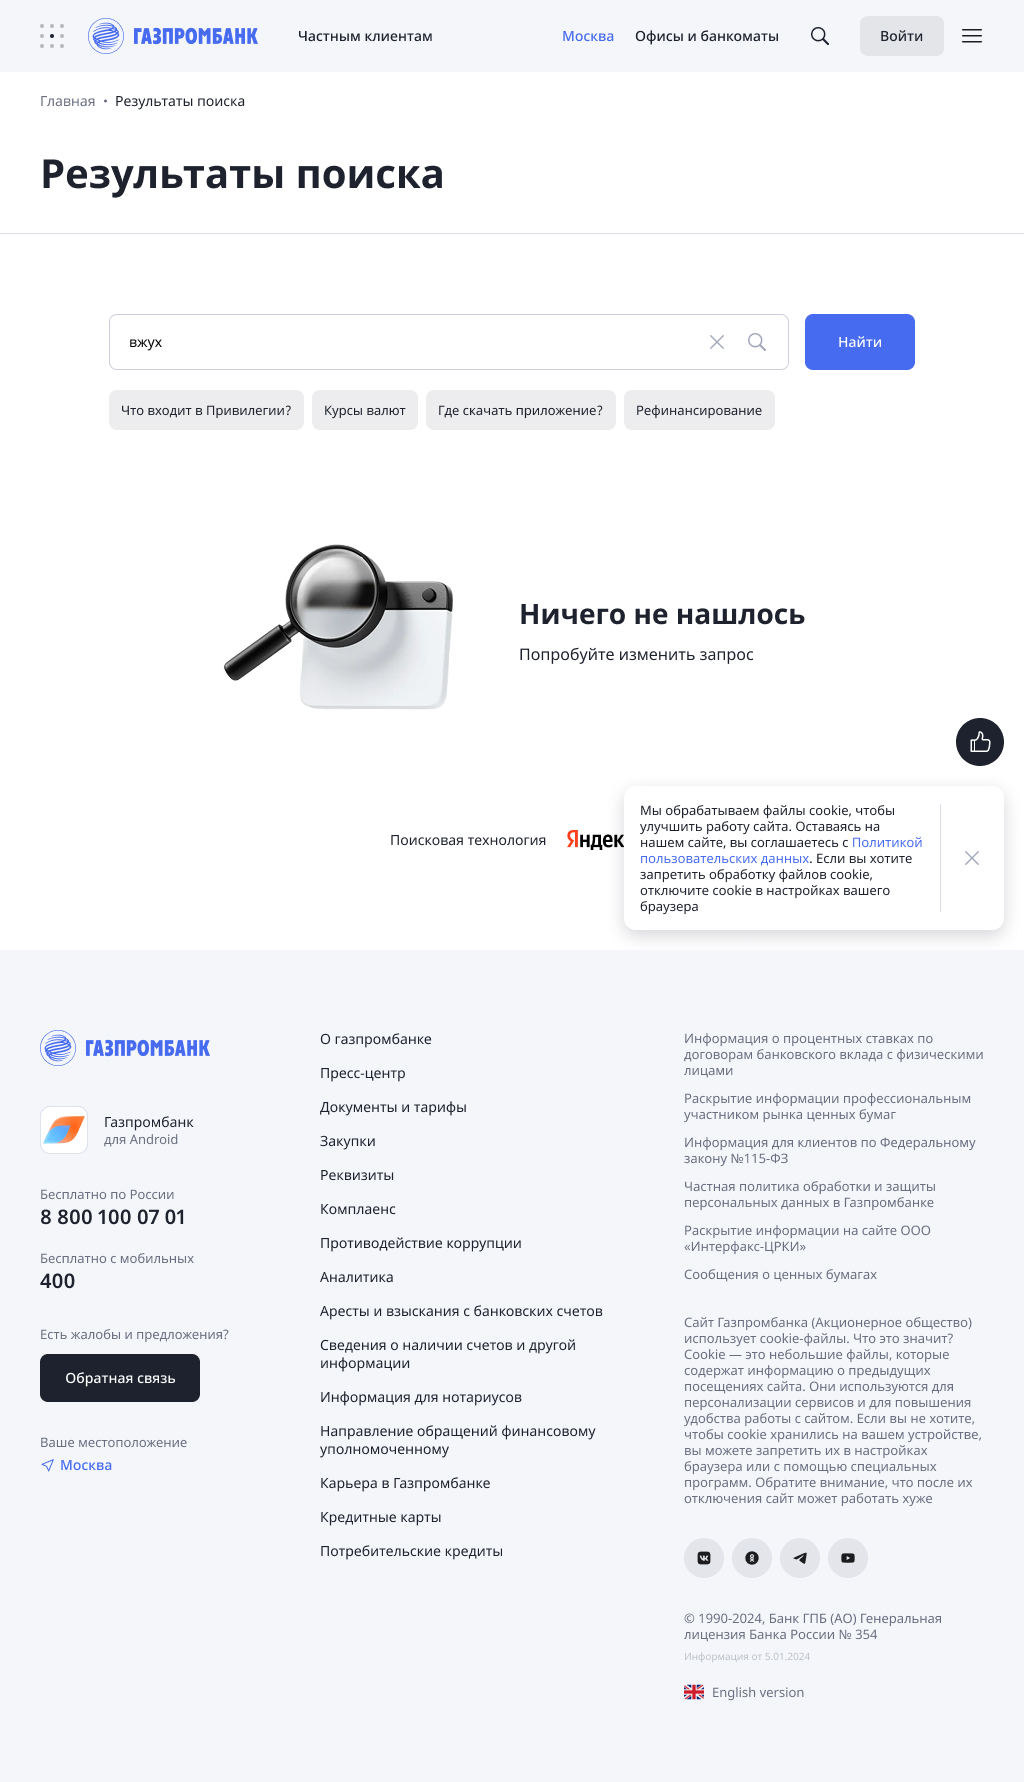 ГАЗПРОМБАНК
Частным клиентам
Москва
Офисы и банкоматы
Войти
Главная • Результаты поиска
Результаты поиска
вжух
Найти
Что входит в Привилегии?
Курсы валют
Где скачать приложение?
Рефинансирование
Ничего не нашлось
Попробуйте изменить запрос
Поисковая технология
Яндек
Мы обрабатываем файлы cookie, чтобы
улучшить работу сайта. Оставаясь на
нашем сайте, вы соглашаетесь с Политикой
пользовательских данных. Если вы хотите
запретить обработку файлов cookie,
отключите cookie в настройках вашего
браузера
ГАЗПРОМБАНК
Газпромбанк
для Android
Бесплатно по России
8 800 100 07 01
Бесплатно с мобильных
400
Есть жалобы и предложения?
Обратная связь
Ваше местоположение
Москва
О газпромбанке
Пресс-центр
Документы и тарифы
Закупки
Реквизиты
Комплаенс
Противодействие коррупции
Аналитика
Аресты и взыскания с банковских счетов
Сведения о наличии счетов и другой
информации
Информация для нотариусов
Направление обращений финансовому
уполномоченному
Карьера в Газпромбанке
Кредитные карты
Потребительские кредиты
Информация о процентных ставках по
договорам банковского вклада с физическими
лицами
Раскрытие информации профессиональным
участником рынка ценных бумаг
Информация для клиентов по Федеральному
закону №115-ФЗ
Частная политика обработки и защиты
персональных данных в Газпромбанке
Раскрытие информации на сайте ООО
«Интерфакс-ЦРКИ»
Сообщения о ценных бумагах
Сайт Газпромбанка (Акционерное общество)
использует cookie-файлы. Что это значит?
Cookie — это небольшие файлы, которые
содержат информацию о предыдущих
посещениях сайта. Они используются для
персонализации сервисов и для повышения
удобства работы с сайтом. Если вы не хотите,
чтобы cookie хранились на вашем устройстве,
вы можете запретить их в настройках
браузера или с помощью специальных
программ. Обратите внимание, что после их
отключения сайт может работать хуже
© 1990-2024, Банк ГПБ (АО) Генеральная
лицензия Банка России № 354
Информация от 5.01.2024
English version